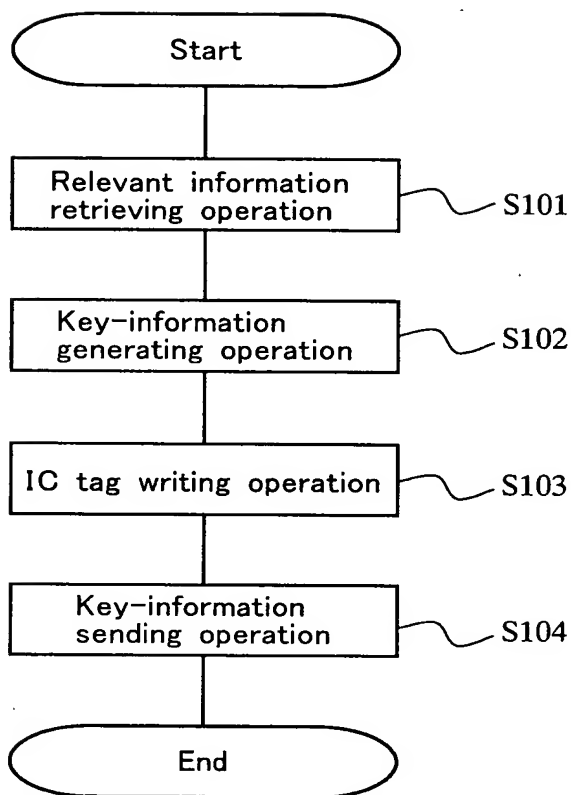 Start
Relevant information
retrieving operation
S101
Key-information
generating operation
S102
IC tag writing operation
S103
Key-information
sending operation
S104
End